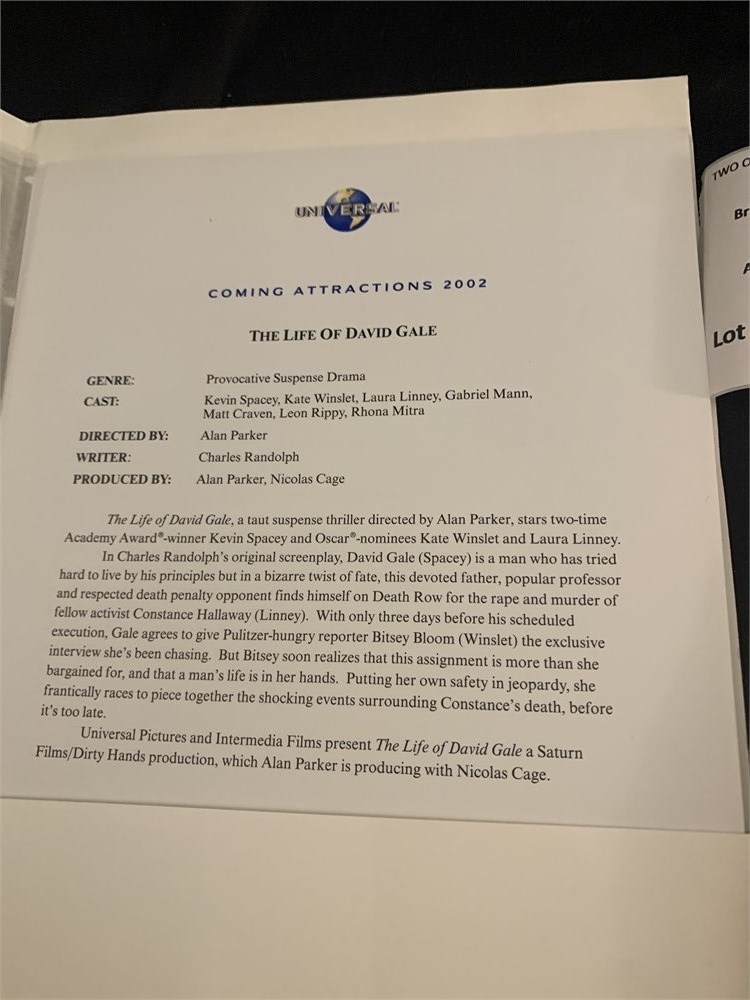 UNIVERSAL
COMING ATTRACTIONS 2002
THE LIFE OF DAVID GALE
GENRE: Provocative Suspense Drama
CAST: Kevin Spacey, Kate Winslet, Laura Linney, Gabriel Mann,
Matt Craven, Leon Rippy, Rhona Mitra
DIRECTED BY: Alan Parker
WRITER: Charles Randolph
PRODUCED BY: Alan Parker, Nicolas Cage
The Life of David Gale, a taut suspense thriller directed by Alan Parker, stars two-time
Academy Award®-winner Kevin Spacey and Oscar®-nominees Kate Winslet and Laura Linney.
In Charles Randolph's original screenplay, David Gale (Spacey) is a man who has tried
hard to live by his principles but in a bizarre twist of fate, this devoted father, popular professor
and respected death penalty opponent finds himself on Death Row for the rape and murder of
fellow activist Constance Hallaway (Linney). With only three days before his scheduled
execution, Gale agrees to give Pulitzer-hungry reporter Bitsey Bloom (Winslet) the exclusive
interview she's been chasing. But Bitsey soon realizes that this assignment is more than she
bargained for, and that a man's life is in her hands. Putting her own safety in jeopardy, she
frantically races to piece together the shocking events surrounding Constance's death, before
it's too late.
Universal Pictures and Intermedia Films present The Life of David Gale a Saturn
Films/Dirty Hands production, which Alan Parker is producing with Nicolas Cage.
TWO
Br
Lot